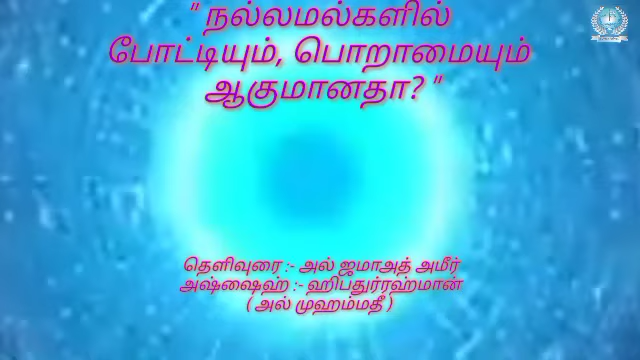 " நல்லமல்களில்
போட்டியும், பொறாமையும்
ஆகுமானதா? "
தெளிவுரை :- அல் ஜமாஅத் அமீர்
அஷ்ஷைஹ் :- ஹிபதுர்ரஹ்மான்
( அல் முஹம்மதீ )